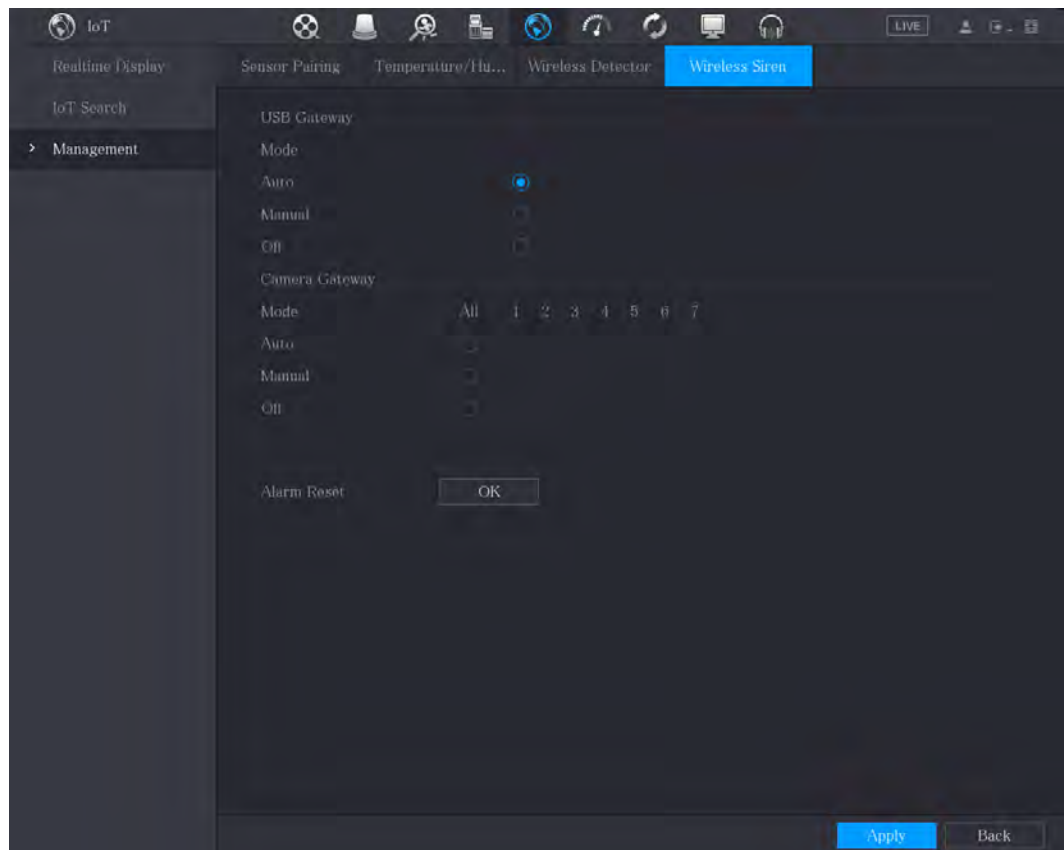 IoT
LIVE
Realtime Display
Sensor Pairing
Temperature/Hu...
Wireless Detector
Wireless Siren
IoT Search
Management
USB Gateway
Mode
Auto
Manual
Off
Camera Gateway
Mode All 1 2 3 4 5 6 7
Auto
Manual
Off
Alarm Reset OK
Apply Back